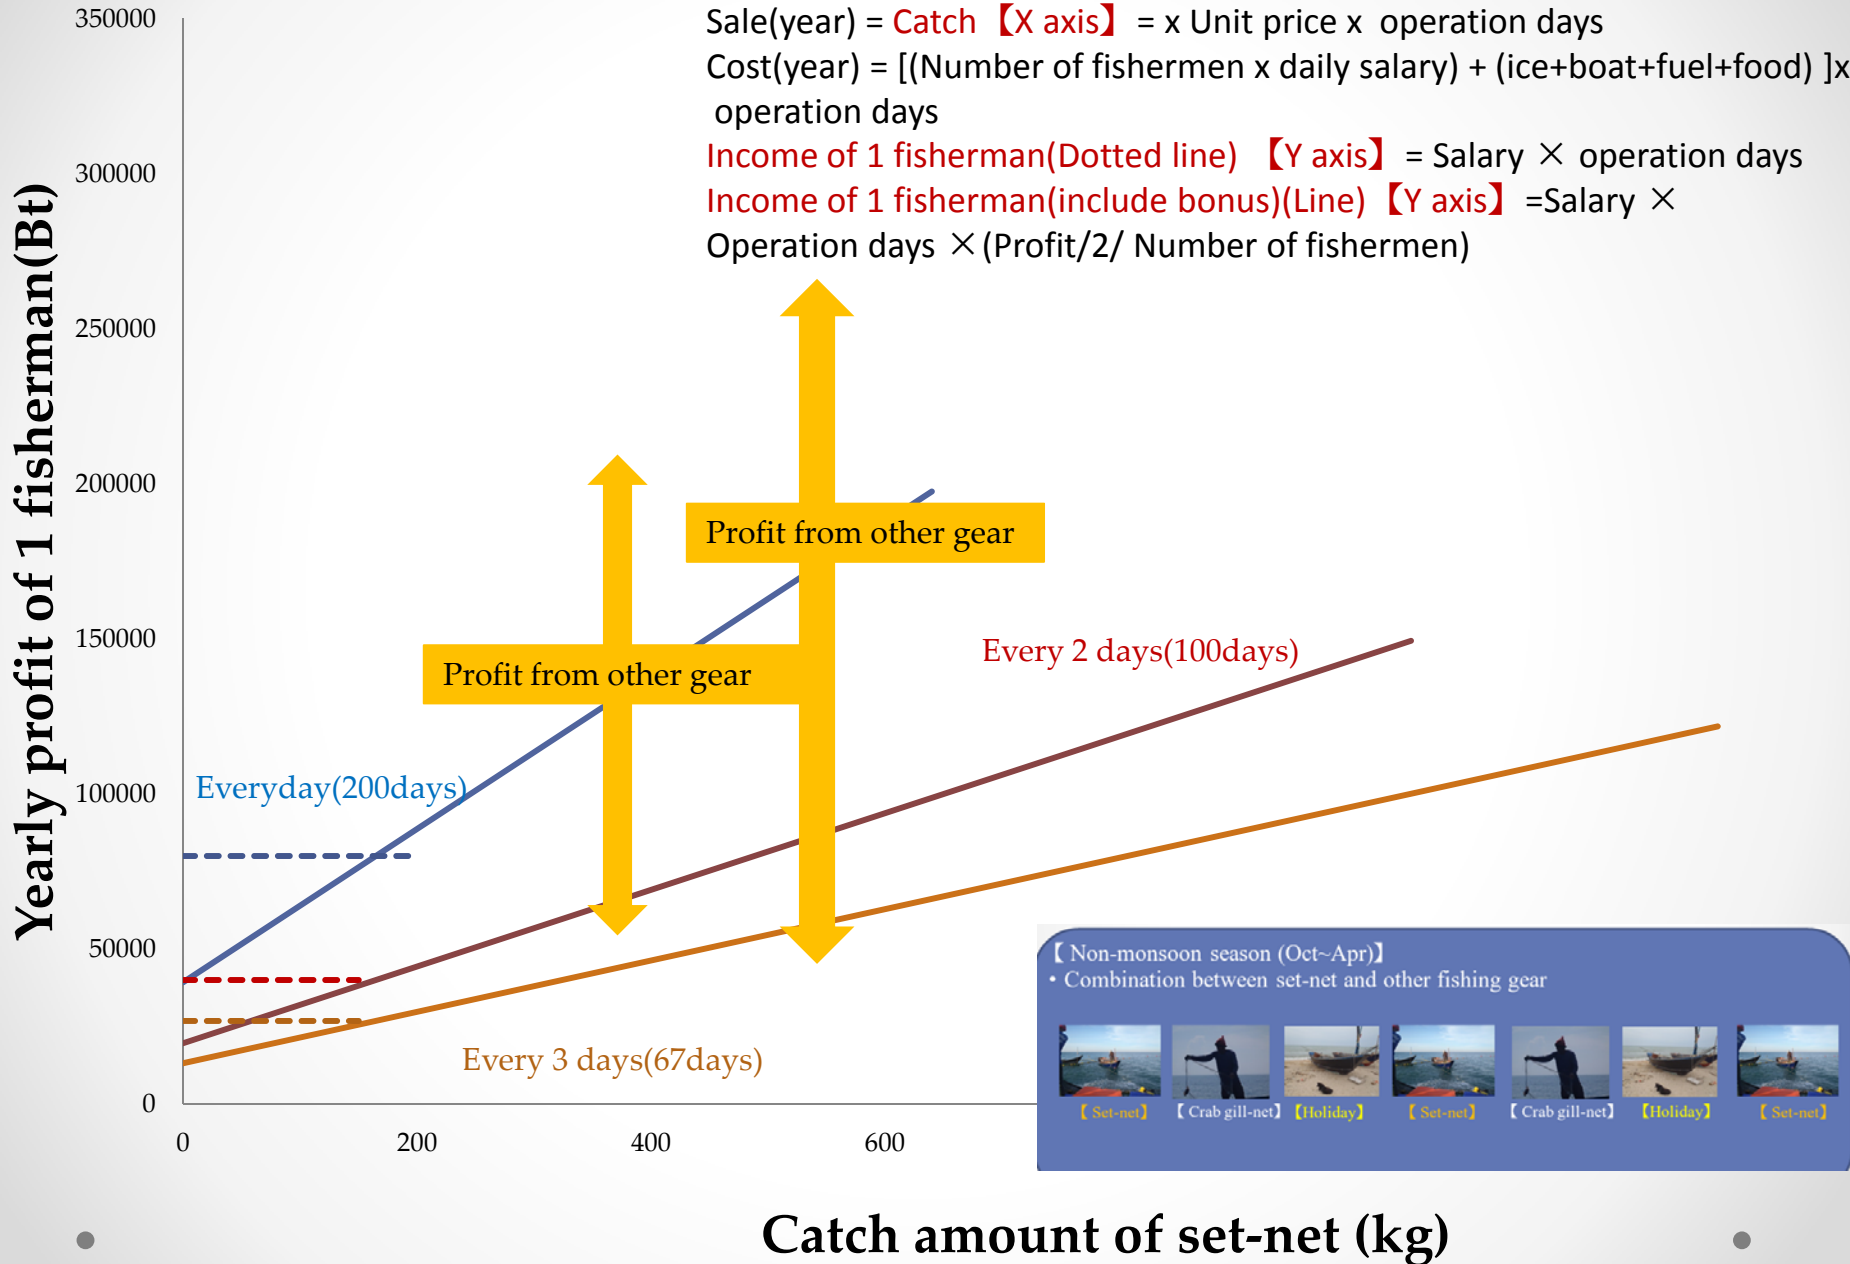 Sale(year) = Catch 【X axis】 = x Unit price x operation days
Cost(year) = [(Number of fishermen x daily salary) + (ice+boat+fuel+food) ]x
operation days
Income of 1 fisherman(Dotted line) 【Y axis】 = Salary × operation days
Income of 1 fisherman(include bonus)(Line)【Y axis】 =Salary ×
Operation days ×(Profit/2/ Number of fishermen)
Yearly profit of 1 fisherman(Bt)
350000
300000
250000
200000
150000
100000
50000
0
Profit from other gear
Profit from other gear
Every 2 days(100days)
Everyday(200days)
Every 3 days(67days)
0
200
400
600
【 Non-monsoon season (Oct~Apr)】
• Combination between set-net and other fishing gear
【 Set-net】 【 Crab gill-net】 【Holiday】 【 Set-net】 【 Crab gill-net】 【Holiday】 【 Set-net】
Catch amount of set-net (kg)